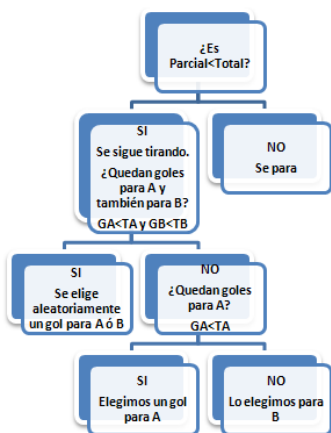 ¿Es
Parcial<Total?
SI
Se sigue tirando.
¿Quedan goles
para A y
también para B?
GA<TA y GB<TB
NO
Se para
SI
Se elige
aleatoriamente
un gol para A ó B
NO
¿Quedan goles
para A?
GA<TA
SI
Elegimos un gol
para A
NO
Lo elegimos para
B